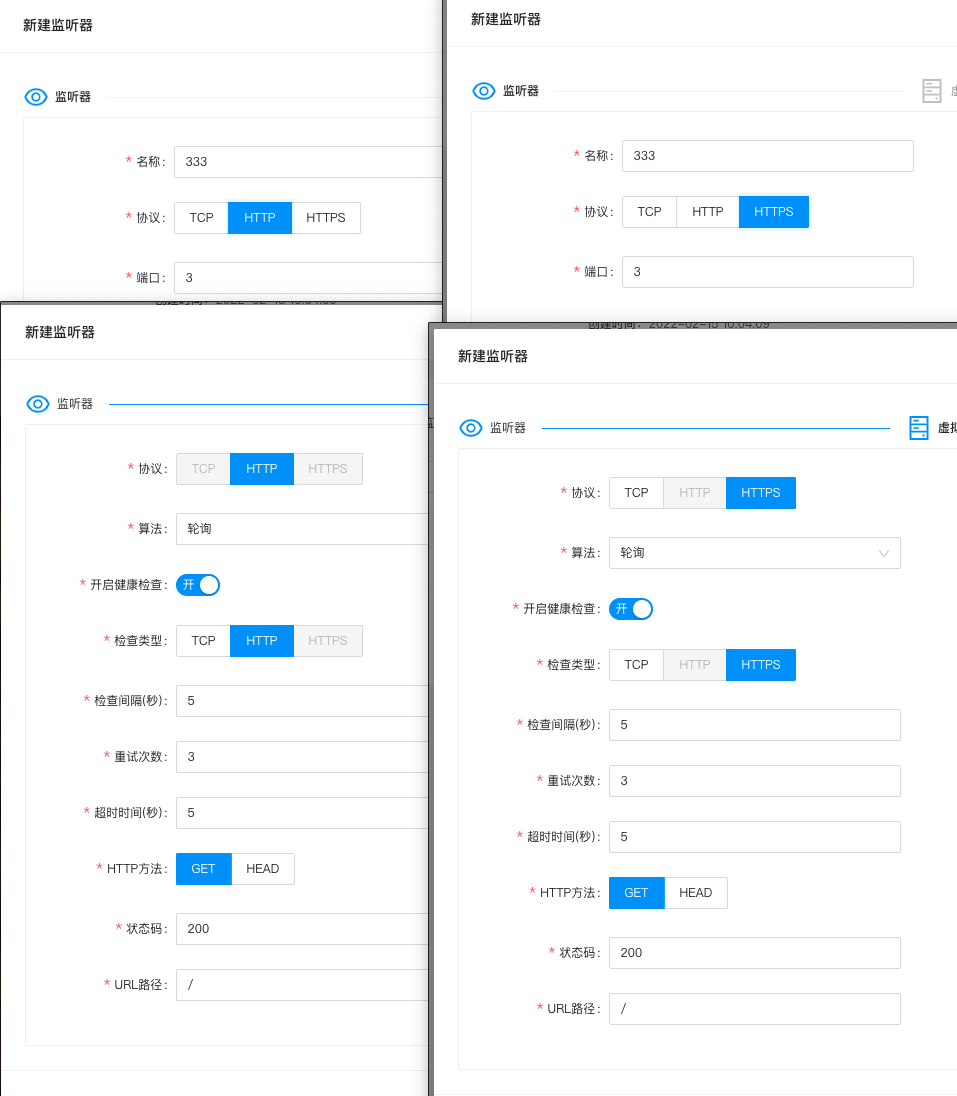 新建监听器
监听器
* 名称: 333
* 协议: TCP HTTP HTTPS
* 端口: 3
新建监听器
监听器
* 名称: 333
* 协议: TCP HTTP HTTPS
* 端口: 3
创建时间: 2022-02-15 10:04:09
新建监听器
监听器
* 协议: TCP HTTP HTTPS
* 算法: 轮询
* 开启健康检查: 开
* 检查类型: TCP HTTP HTTPS
* 检查间隔(秒): 5
* 重试次数: 3
* 超时时间(秒): 5
* HTTP方法: GET HEAD
* 状态码: 200
* URL路径: /
新建监听器
监听器 虚拟
* 协议: TCP HTTP HTTPS
* 算法: 轮询
* 开启健康检查: 开
* 检查类型: TCP HTTP HTTPS
* 检查间隔(秒): 5
* 重试次数: 3
* 超时时间(秒): 5
* HTTP方法: GET HEAD
* 状态码: 200
* URL路径: /